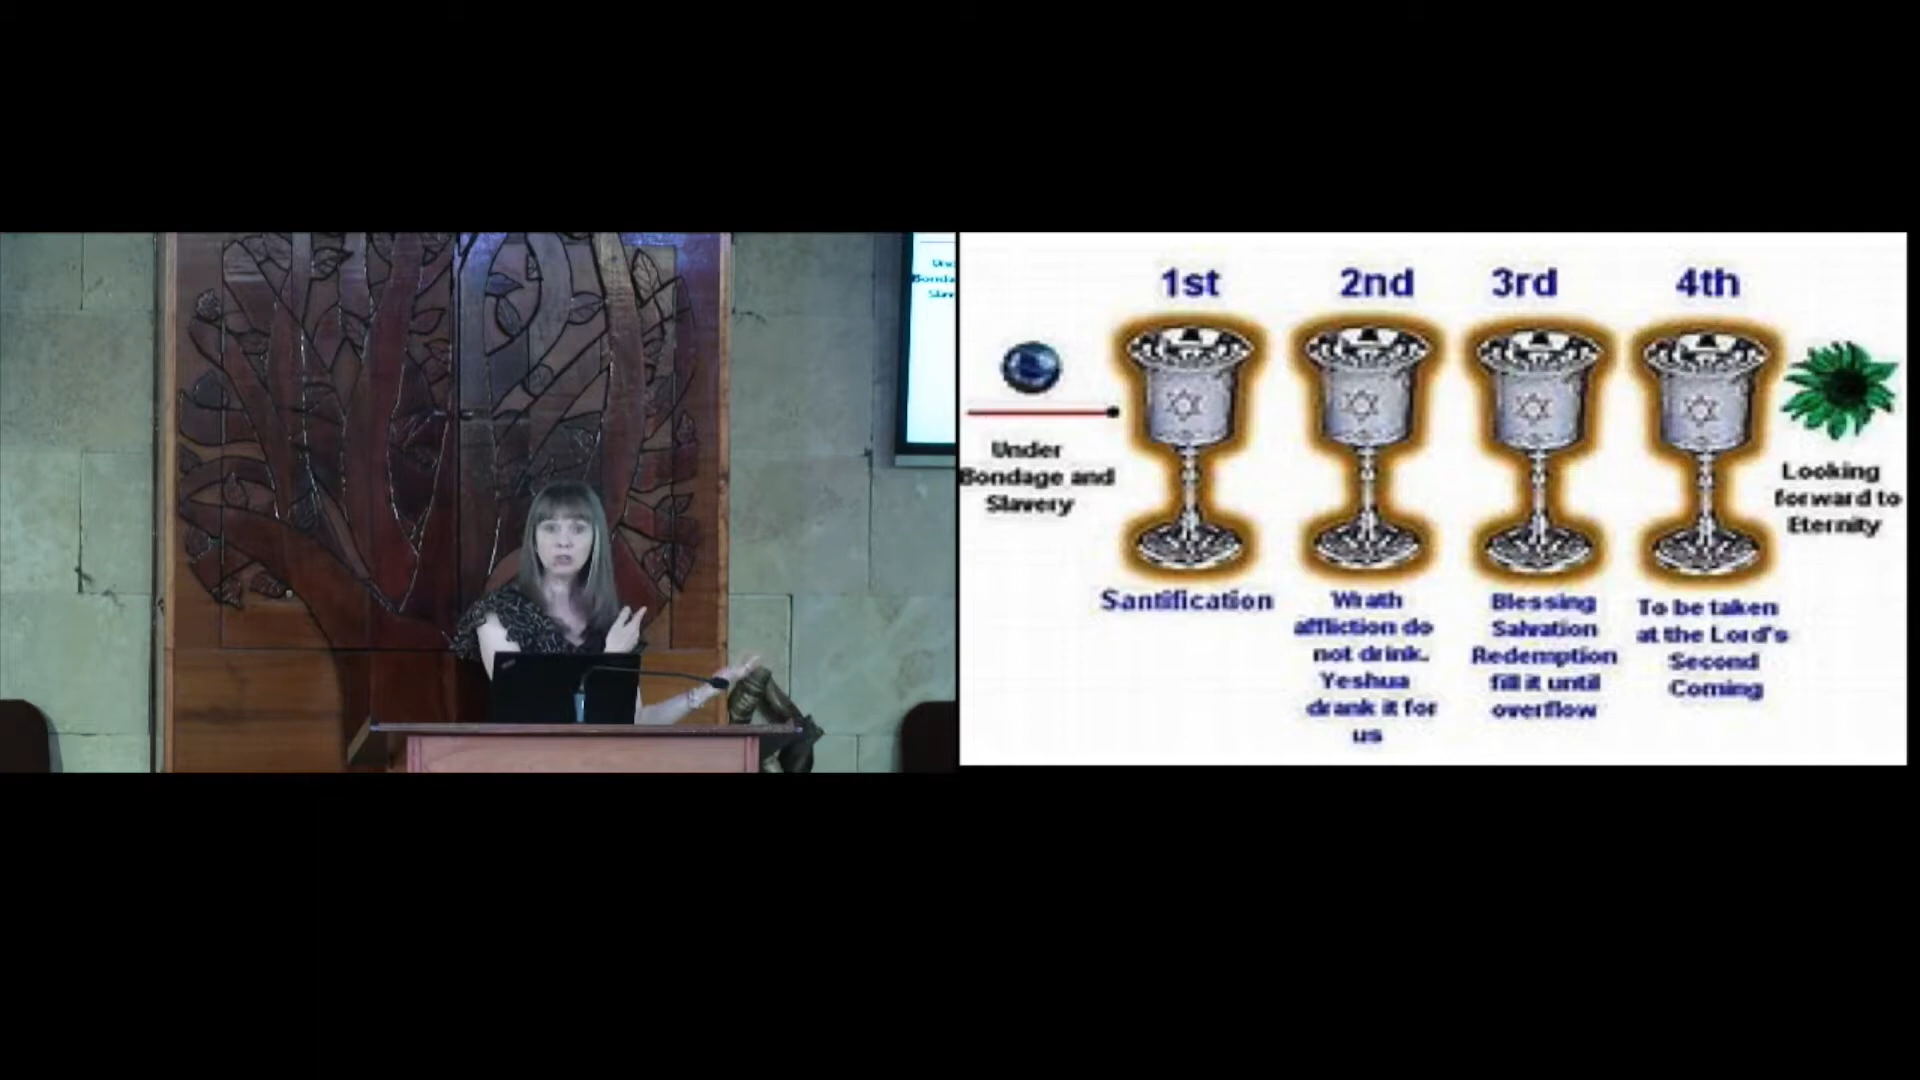 1st
2nd
3rd
4th
Under
Bondage and
Slavery
Looking
forward to
Eternity
Santification
Wrath
affliction do
not drink.
Yeshua
drank it for
us
Blessing
Salvation
Redemption
fill it until
overflow
To be taken
at the Lord's
Second
Coming